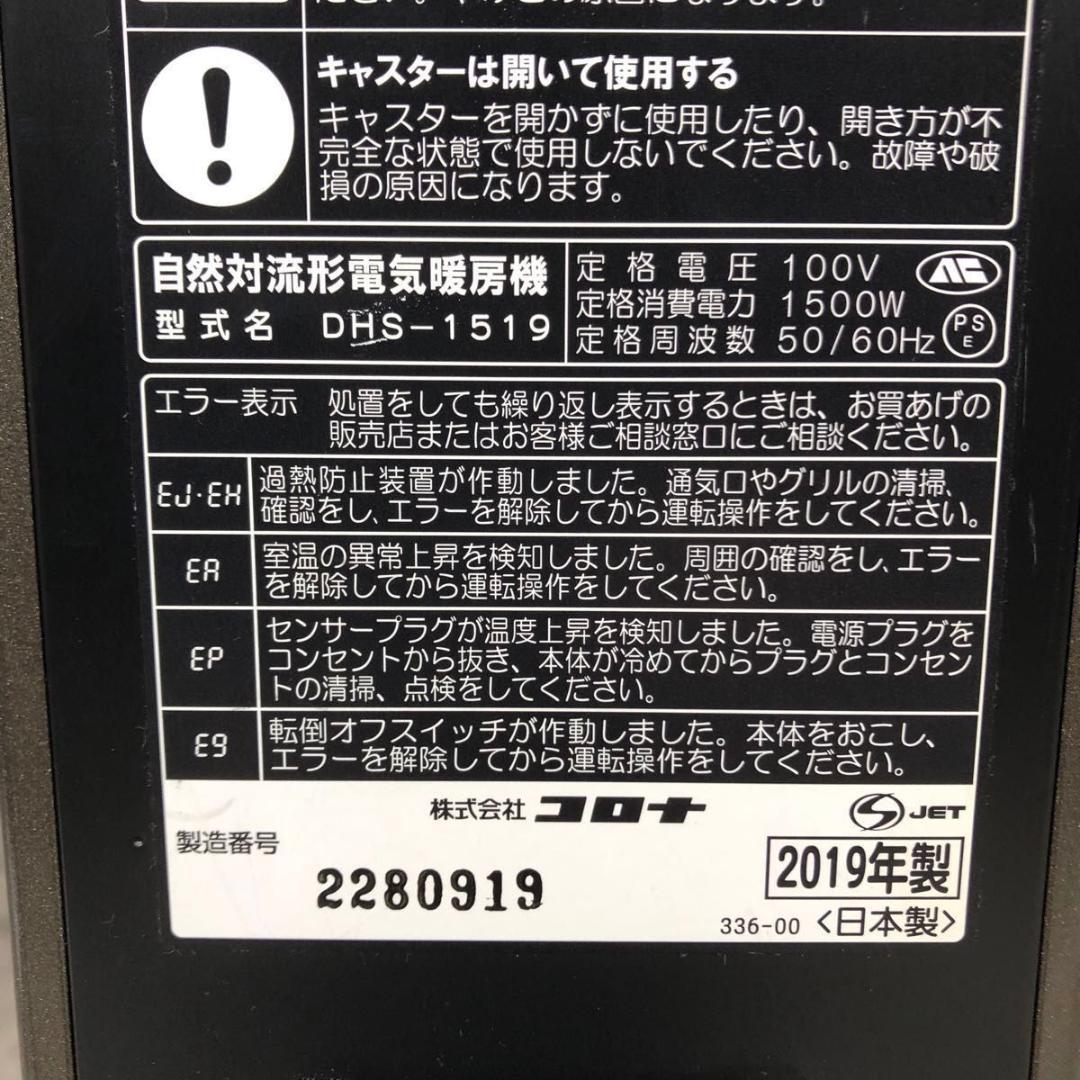 ださい。やけどの原因になります。
キャスターは開いて使用する
キャスターを開かずに使用したり、開き方が不
完全な状態で使用しないでください。故障や破
損の原因になります。
自然対流形電気暖房機
型式名 DHS-1519
定格電圧 100V
定格消費電力 1500W
定格周波数 50/60Hz
PSE
エラー表示 処置をしても繰り返し表示するときは、お買あげの
販売店またはお客様ご相談窓口にご相談ください。
EJ・EH 過熱防止装置が作動しました。通気口やグリルの清掃、
確認をし、エラーを解除してから運転操作をしてください。
EA 室温の異常上昇を検知しました。周囲の確認をし、エラー
を解除してから運転操作をしてください。
EP センサープラグが温度上昇を検知しました。電源プラグを
コンセントから抜き、本体が冷めてからプラグとコンセン
トの清掃、点検をしてください。
E9 転倒オフスイッチが作動しました。本体をおこし、
エラーを解除してから運転操作をしてください。
株式会社 コロナ
S JET
製造番号
2280919
2019年製
336-00 <日本製>